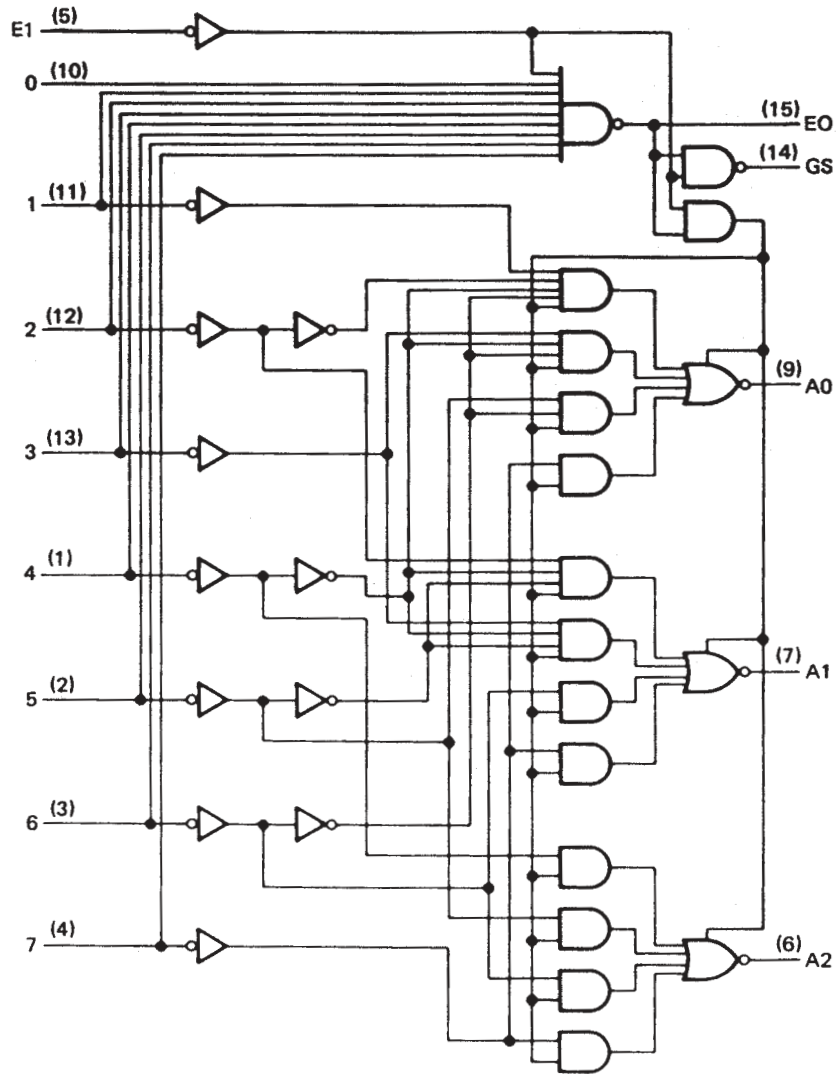 E1 (5)
0 (10)
(15) EO
(14) GS
1 (11)
2 (12)
(9) A0
3 (13)
4 (1)
(7) A1
5 (2)
6 (3)
7 (4)
(6) A2